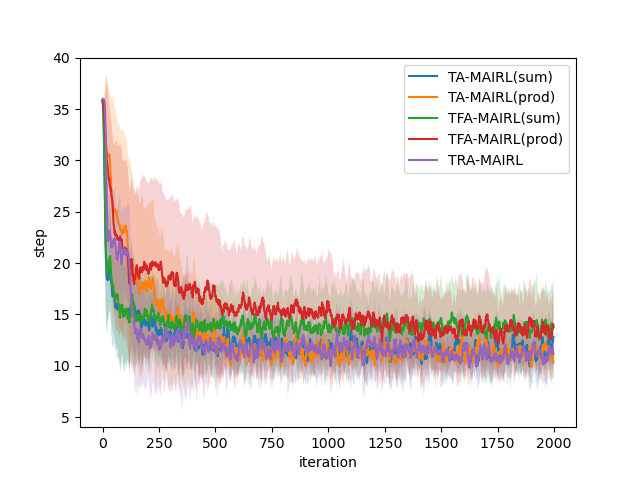 40
35
30
25
20
15
10
5
step
TA-MAIRL(sum)
TA-MAIRL(prod)
TFA-MAIRL(sum)
TFA-MAIRL(prod)
TRA-MAIRL
0 250 500 750 1000 1250 1500 1750 2000
iteration